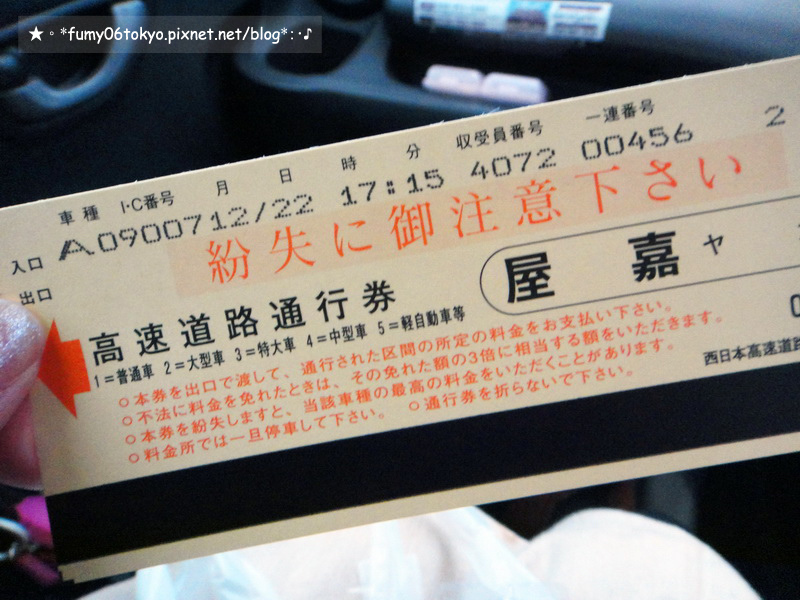 ★。*fumy06tokyo.pixnet.net/blog*:･♪
車種 I·C番号 月 日 時 分 収受員番号 一連番号
入口 A090071 2/22 17:15 4072 00456 2
出口
紛失に御注意下さい
高速道路通行券
屋 嘉 ヤ
1=普通車 2=大型車 3=特大車 4=中型車 5=軽自動車等
○本券を出口で渡して、通行された区間の所定の料金をお支払い下さい。
○不法に料金を免れたときは、その免れた額の3倍に相当する額をいただきます。
○本券を紛失しますと、当該車種の最高の料金をいただくことがあります。
○料金所では一旦停車して下さい。 ○通行券を折らないで下さい。
西日本高速道路